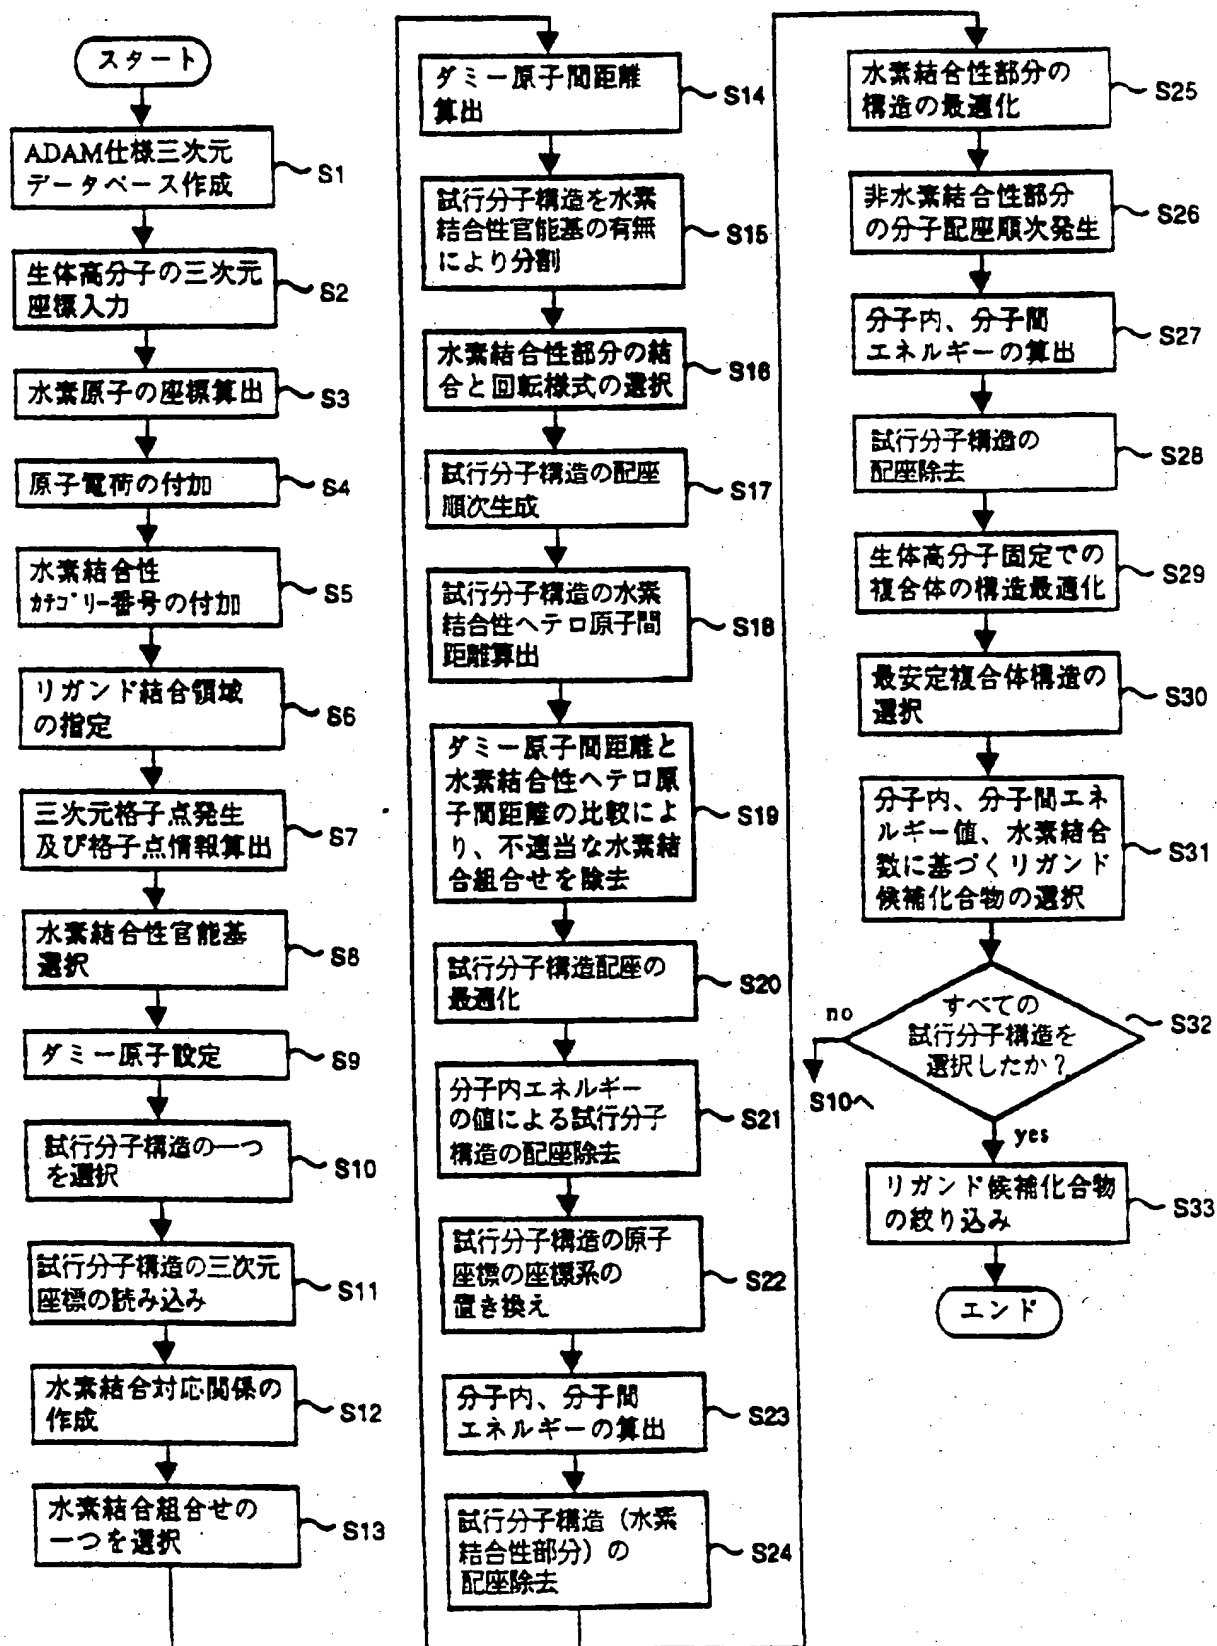 スタート
ADAM仕様三次元
データベース作成
S1
生体高分子の三次元
座標入力
S2
水素原子の座標算出
S3
原子電荷の付加
S4
水素結合性
ｶﾃｺﾞﾘｰ番号の付加
S5
リガンド結合領域
の指定
S6
三次元格子点発生
及び格子点情報算出
S7
水素結合性官能基
選択
S8
ダミー原子設定
S9
試行分子構造の一つ
を選択
S10
試行分子構造の三次元
座標の読み込み
S11
水素結合対応関係の
作成
S12
水素結合組合せの
一つを選択
S13
ダミー原子間距離
算出
S14
試行分子構造を水素
結合性官能基の有無
により分割
S15
水素結合性部分の結
合と回転様式の選択
S16
試行分子構造の配座
順次生成
S17
試行分子構造の水素
結合性ヘテロ原子間
距離算出
S18
ダミー原子間距離と
水素結合性ヘテロ原
子間距離の比較によ
り、不適当な水素結
合組合せを除去
S19
試行分子構造配座の
最適化
S20
分子内エネルギー
の値による試行分子
構造の配座除去
S21
試行分子構造の原子
座標の座標系の
置き換え
S22
分子内、分子間
エネルギーの算出
S23
試行分子構造（水素
結合性部分）の
配座除去
S24
水素結合性部分の
構造の最適化
S25
非水素結合性部分
の分子配座順次発生
S26
分子内、分子間
エネルギーの算出
S27
試行分子構造の
配座除去
S28
生体高分子固定での
複合体の構造最適化
S29
最安定複合体構造の
選択
S30
分子内、分子間エネ
ルギー値、水素結合
数に基づくリガンド
候補化合物の選択
S31
すべての
試行分子構造を
選択したか？
S32
no
S10へ
yes
リガンド候補化合物
の絞り込み
S33
エンド